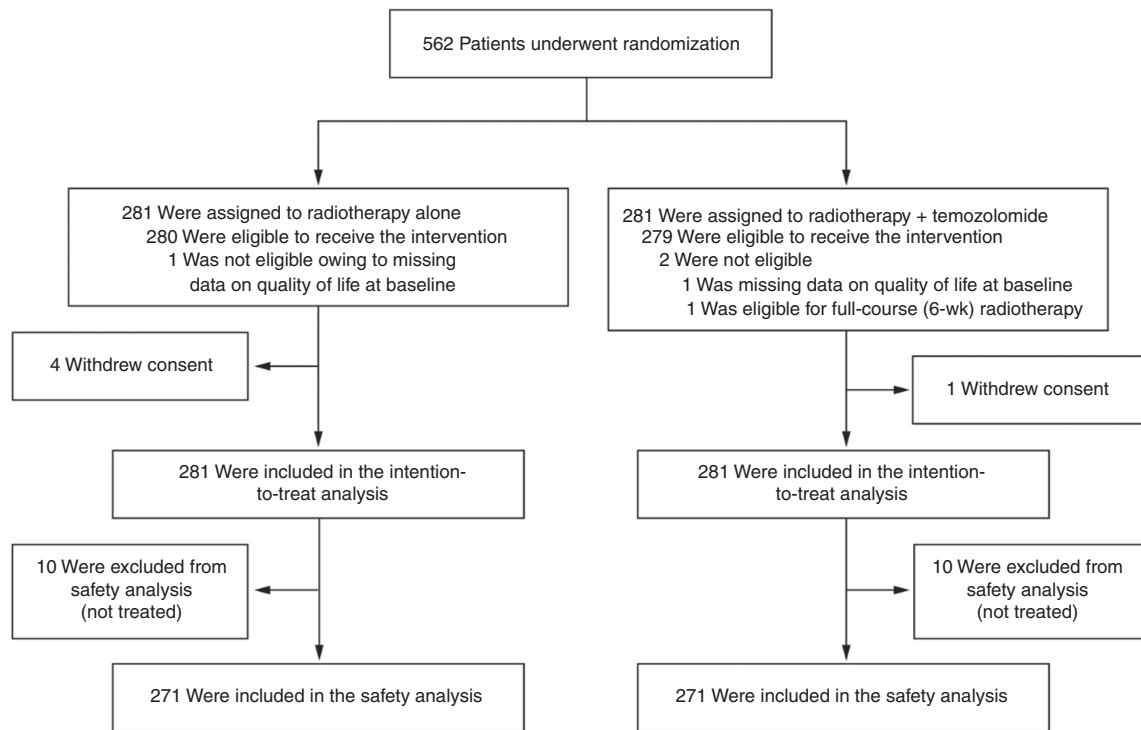 562 Patients underwent randomization
281 Were assigned to radiotherapy alone
280 Were eligible to receive the intervention
1 Was not eligible owing to missing
data on quality of life at baseline
281 Were assigned to radiotherapy + temozolomide
279 Were eligible to receive the intervention
2 Were not eligible
1 Was missing data on quality of life at baseline
1 Was eligible for full-course (6-wk) radiotherapy
4 Withdrew consent
1 Withdrew consent
281 Were included in the intention-
to-treat analysis
281 Were included in the intention-
to-treat analysis
10 Were excluded from
safety analysis
(not treated)
10 Were excluded from
safety analysis
(not treated)
271 Were included in the safety analysis
271 Were included in the safety analysis